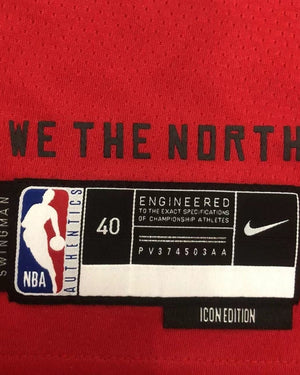 WE THE NORTH
SWINGMAN
NBA
AUTHENTICS
40
ENGINEERED
TO THE EXACT SPECIFICATIONS
OF CHAMPIONSHIP ATHLETES
PV374503AA
ICON EDITION